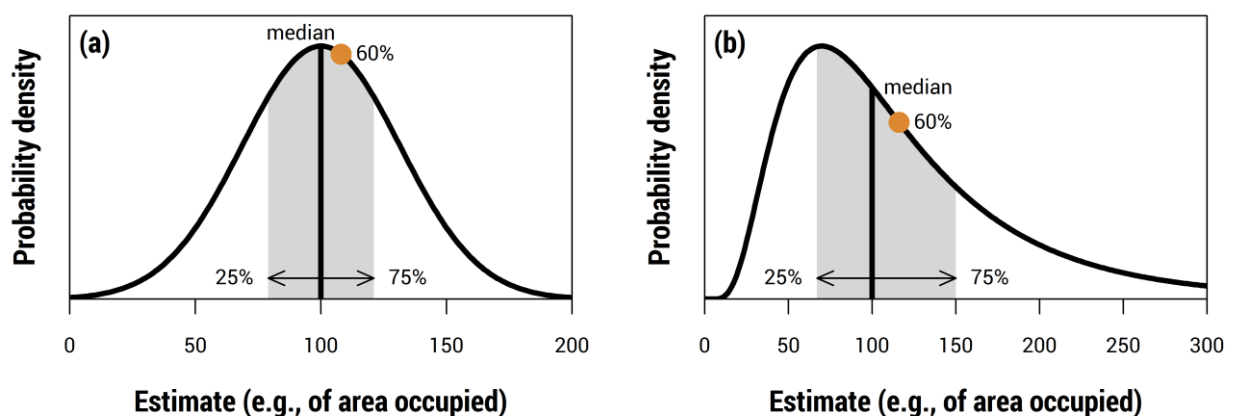 (a)
median
60%
25%
75%
0 50 100 150 200
Estimate (e.g., of area occupied)
Probability density
(b)
median
60%
25%
75%
0 50 100 150 200 250 300
Estimate (e.g., of area occupied)
Probability density